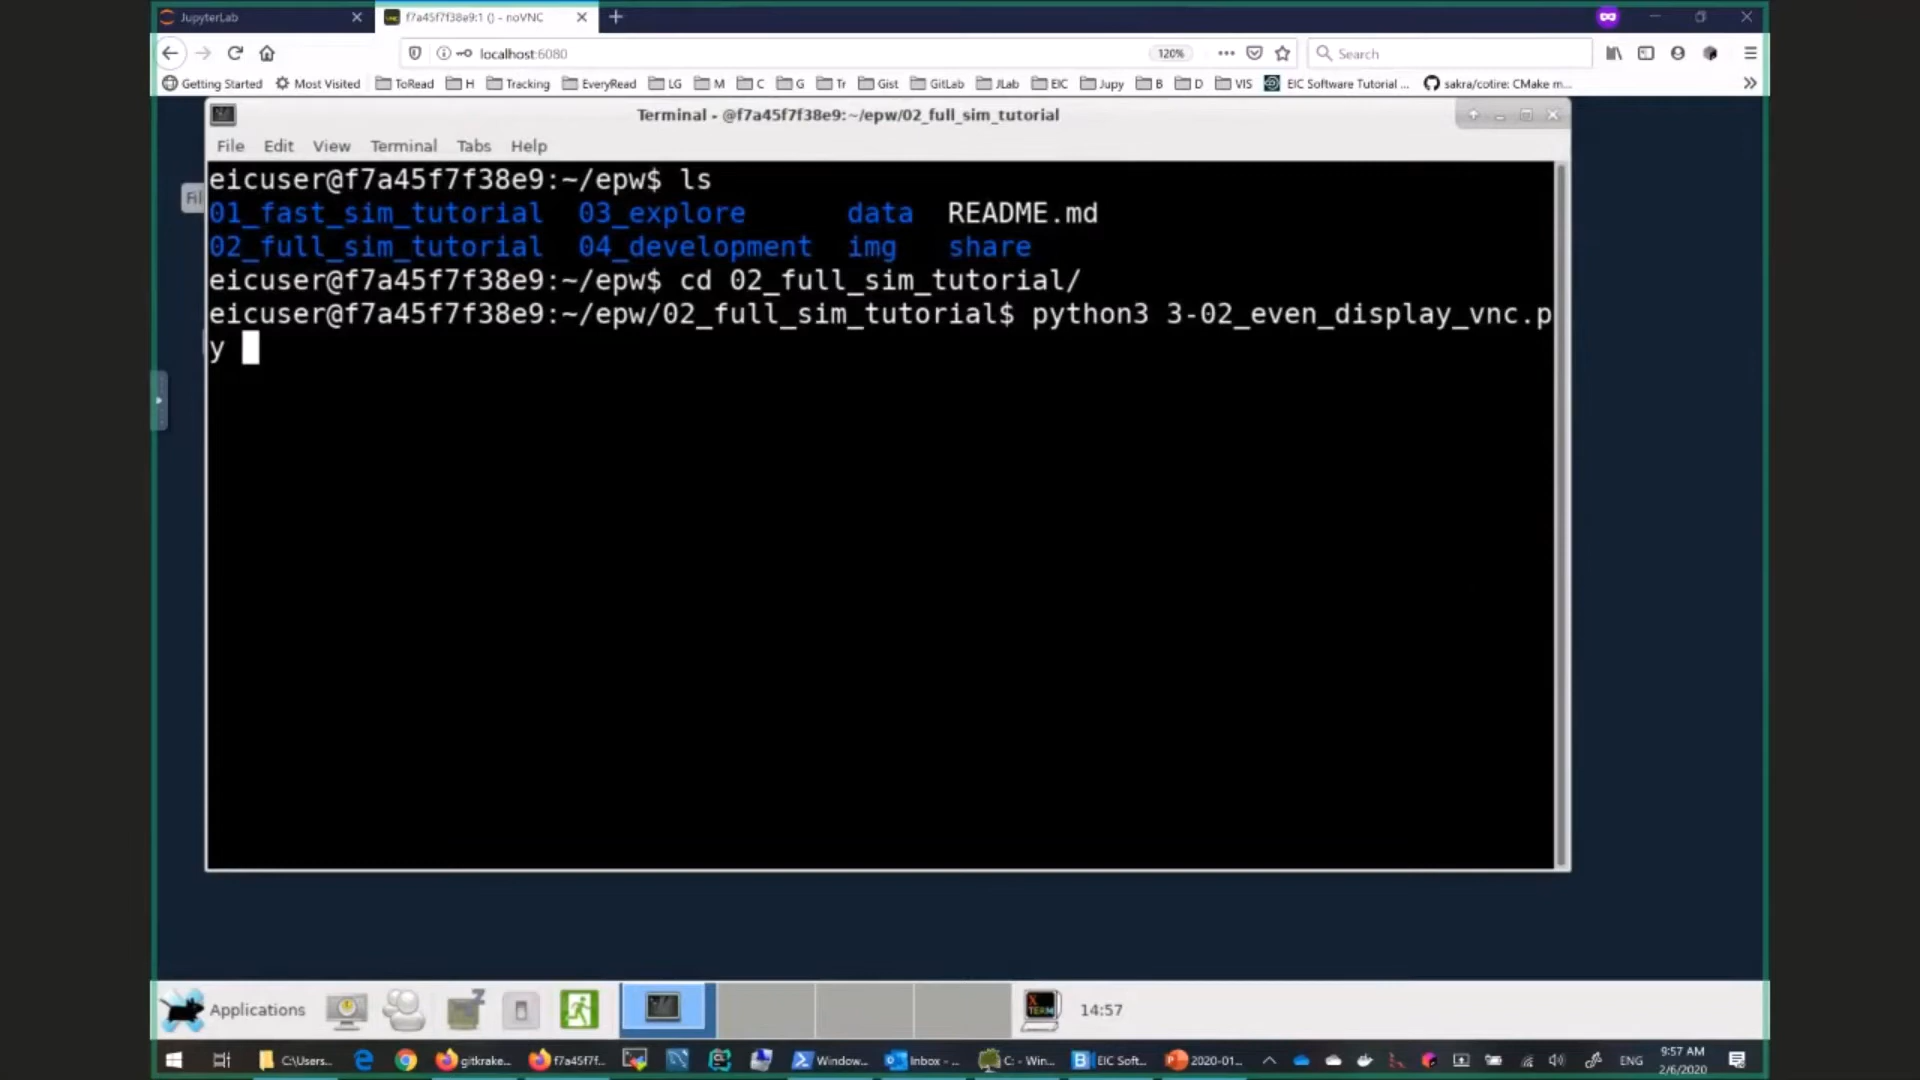 JupyterLab
f7a45f7f38e9:1 () - noVNC
localhost:6080
120%
Search
Getting Started
Most Visited
ToRead
H
Tracking
EveryRead
LG
M
C
G
Tr
Gist
GitLab
JLab
EIC
Jupy
B
D
VIS
EIC Software Tutorial ...
sakra/cotire: CMake m...
Terminal - @f7a45f7f38e9:~/epw/02_full_sim_tutorial
File Edit View Terminal Tabs Help
Fil
eicuser@f7a45f7f38e9:~/epw$ ls
01_fast_sim_tutorial 03_explore data README.md
02_full_sim_tutorial 04_development img share
eicuser@f7a45f7f38e9:~/epw$ cd 02_full_sim_tutorial/
eicuser@f7a45f7f38e9:~/epw/02_full_sim_tutorial$ python3 3-02_even_display_vnc.p
y
Applications
X
TERM
14:57
C:\Users...
gitkrake...
f7a45f7f...
Window...
Inbox - ...
C: - Win...
EIC Soft...
2020-01...
ENG
9:57 AM
2/6/2020